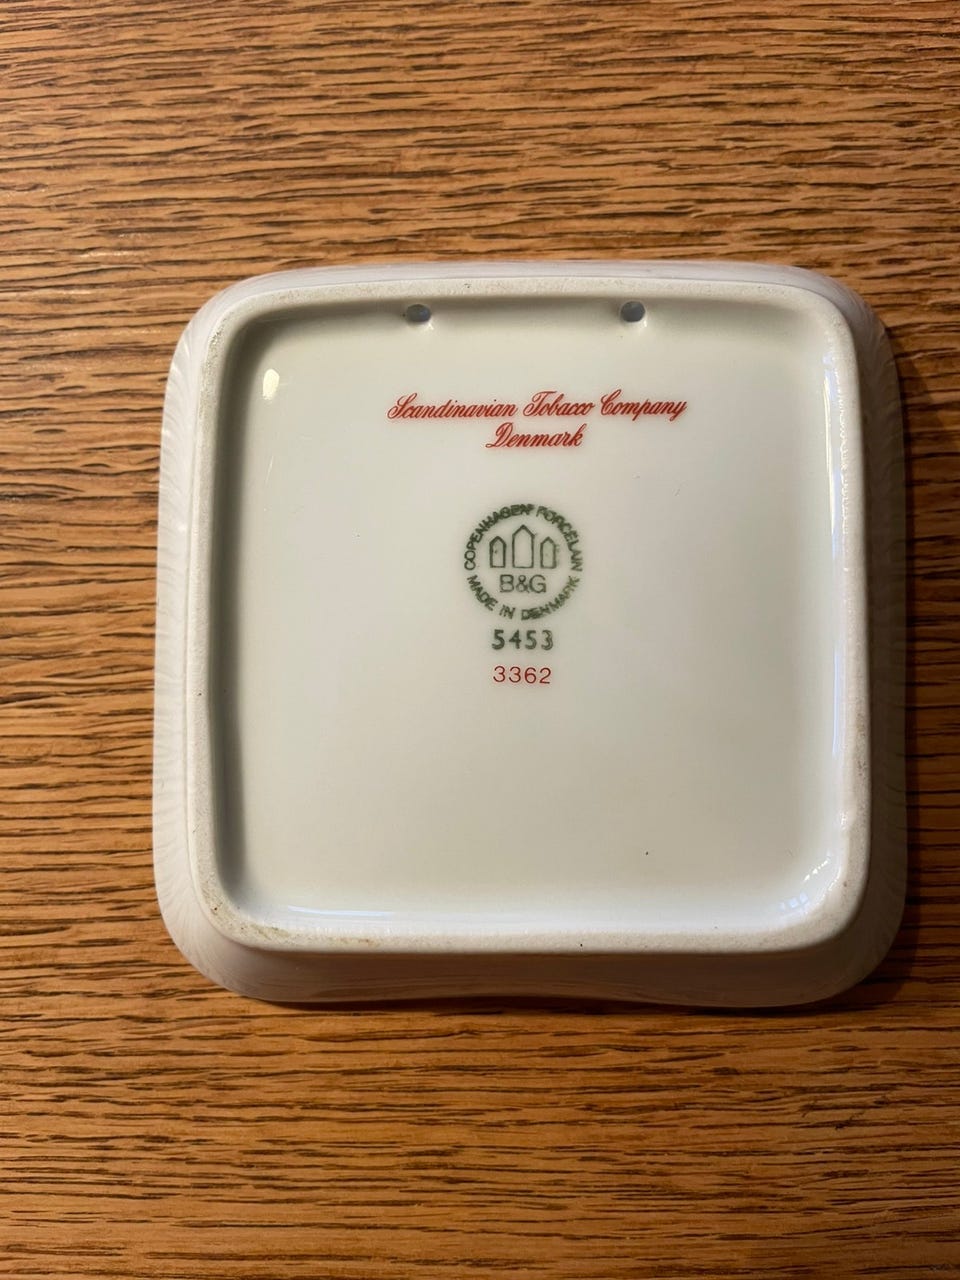 Scandinavian Tobacco Company
Denmark
COPENHAGEN PORCELAIN
B&G
MADE IN DENMARK
5453
3362